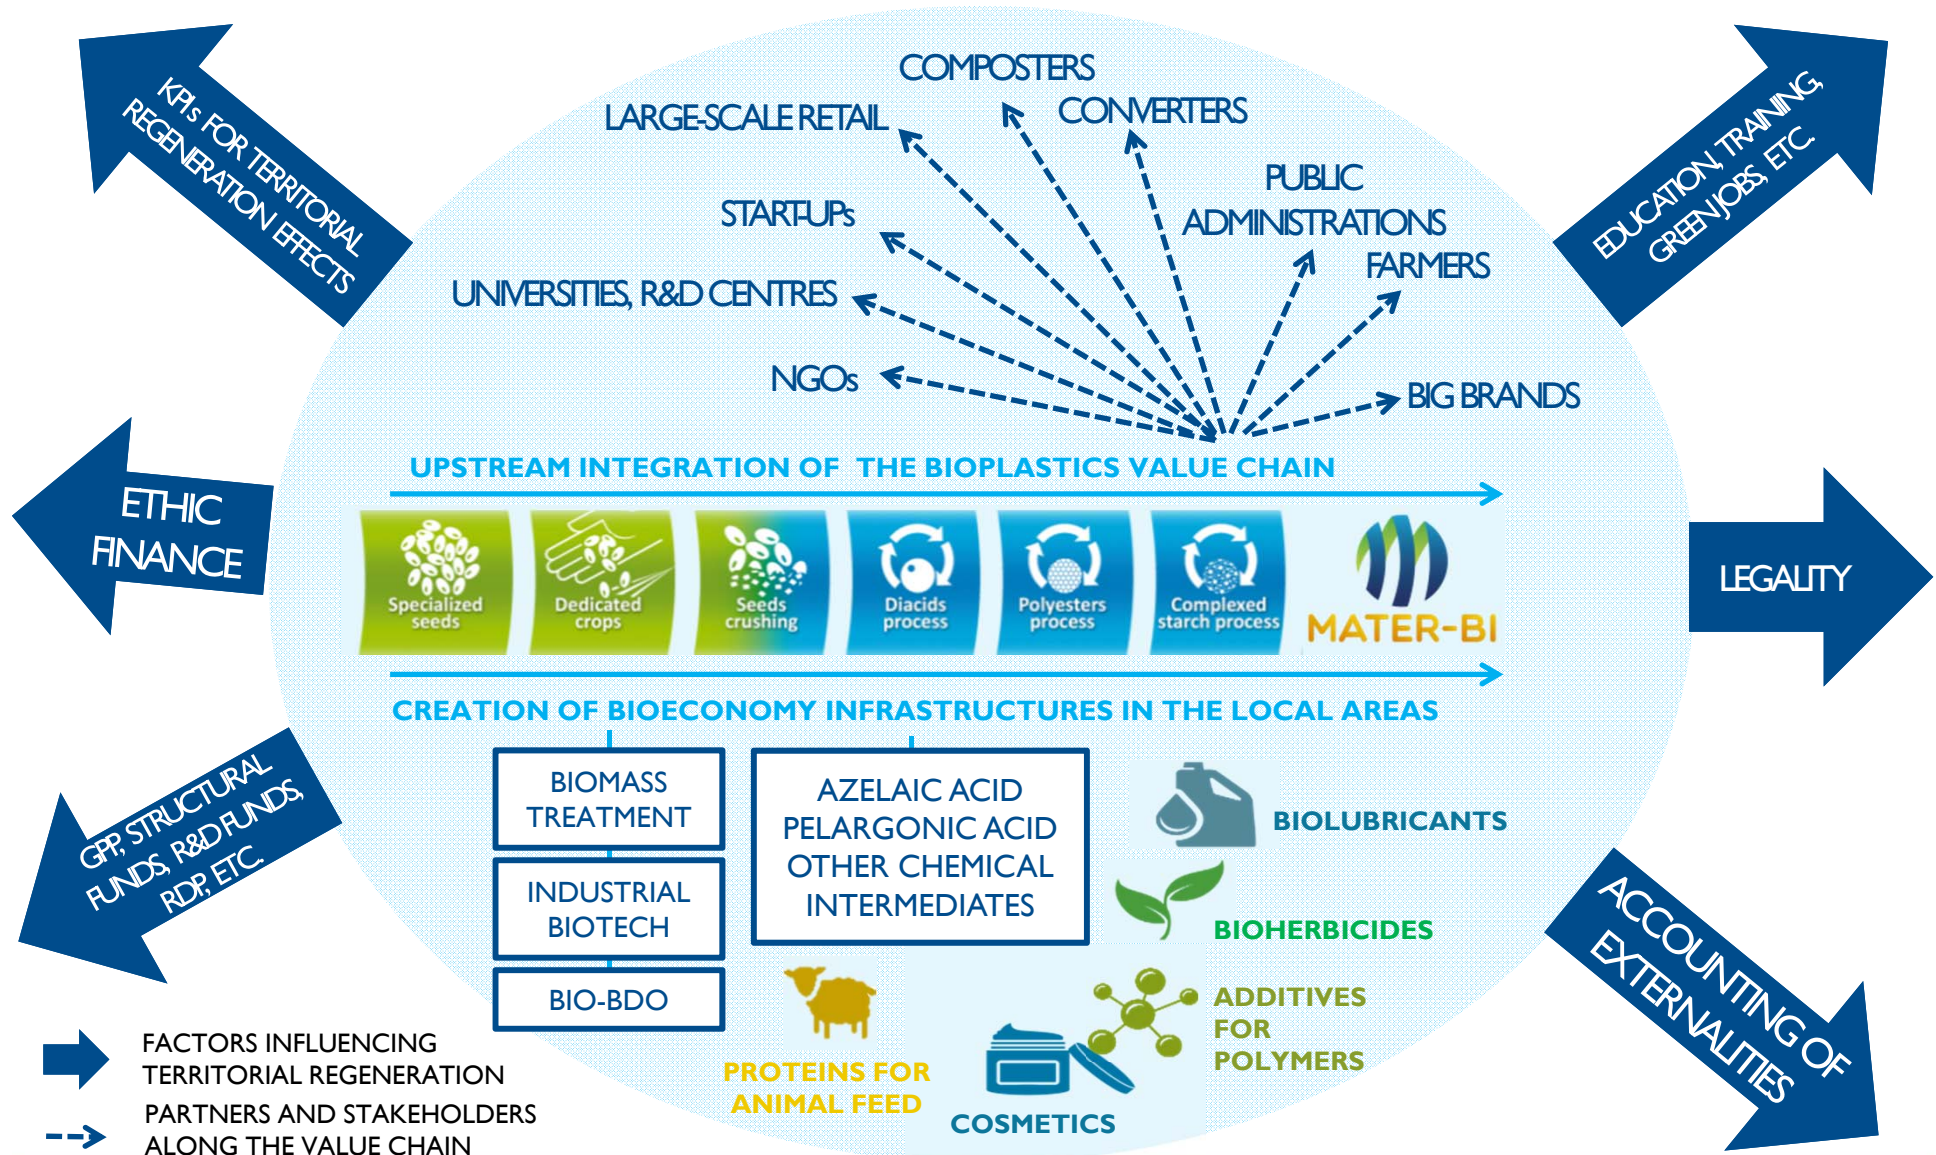 KPIs FOR TERRITORIAL
REGENERATION EFFECTS
EDUCATION, TRAINING,
GREEN JOBS, ETC.
COMPOSTERS
CONVERTERS
LARGE-SCALE RETAIL
PUBLIC
ADMINISTRATIONS
START-UPs
FARMERS
UNIVERSITIES, R&D CENTRES
NGOs
BIG BRANDS
UPSTREAM INTEGRATION OF THE BIOPLASTICS VALUE CHAIN
ETHIC
FINANCE
Specialized
seeds
Dedicated
crops
Seeds
crushing
Diacids
process
Polyesters
process
Complexed
starch process
MATER-BI
LEGALITY
CREATION OF BIOECONOMY INFRASTRUCTURES IN THE LOCAL AREAS
GPP, STRUCTURAL
FUNDS, R&D FUNDS,
RDP, ETC.
BIOMASS
TREATMENT
INDUSTRIAL
BIOTECH
BIO-BDO
AZELAIC ACID
PELARGONIC ACID
OTHER CHEMICAL
INTERMEDIATES
BIOLUBRICANTS
BIOHERBICIDES
ADDITIVES
FOR
POLYMERS
PROTEINS FOR
ANIMAL FEED
COSMETICS
ACCOUNTING OF
EXTERNALITIES
FACTORS INFLUENCING
TERRITORIAL REGENERATION
PARTNERS AND STAKEHOLDERS
ALONG THE VALUE CHAIN